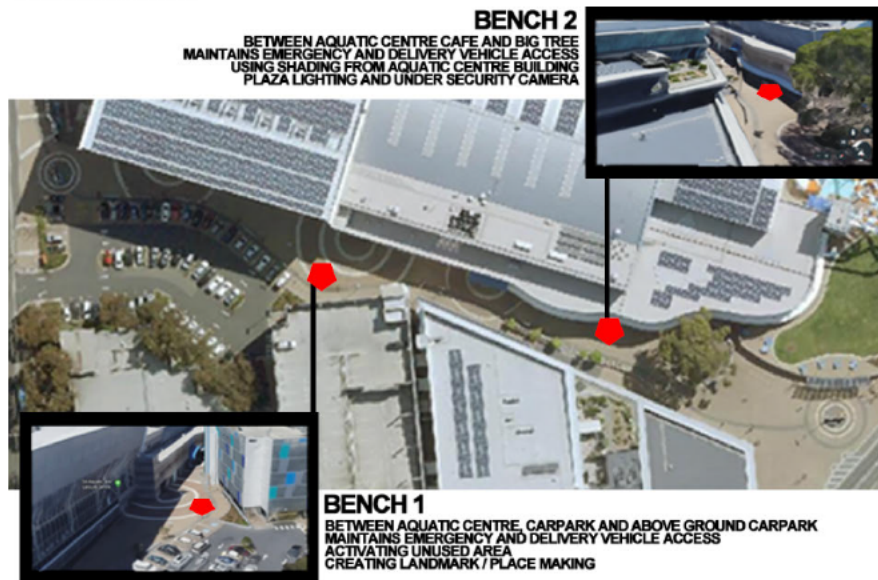 BENCH 2
BETWEEN AQUATIC CENTRE CAFE AND BIG TREE
MAINTAINS EMERGENCY AND DELIVERY VEHICLE ACCESS
USING SHADING FROM AQUATIC CENTRE BUILDING
PLAZA LIGHTING AND UNDER SECURITY CAMERA
BENCH 1
BETWEEN AQUATIC CENTRE, CARPARK AND ABOVE GROUND CARPARK
MAINTAINS EMERGENCY AND DELIVERY VEHICLE ACCESS
ACTIVATING UNUSED AREA
CREATING LANDMARK / PLACE MAKING